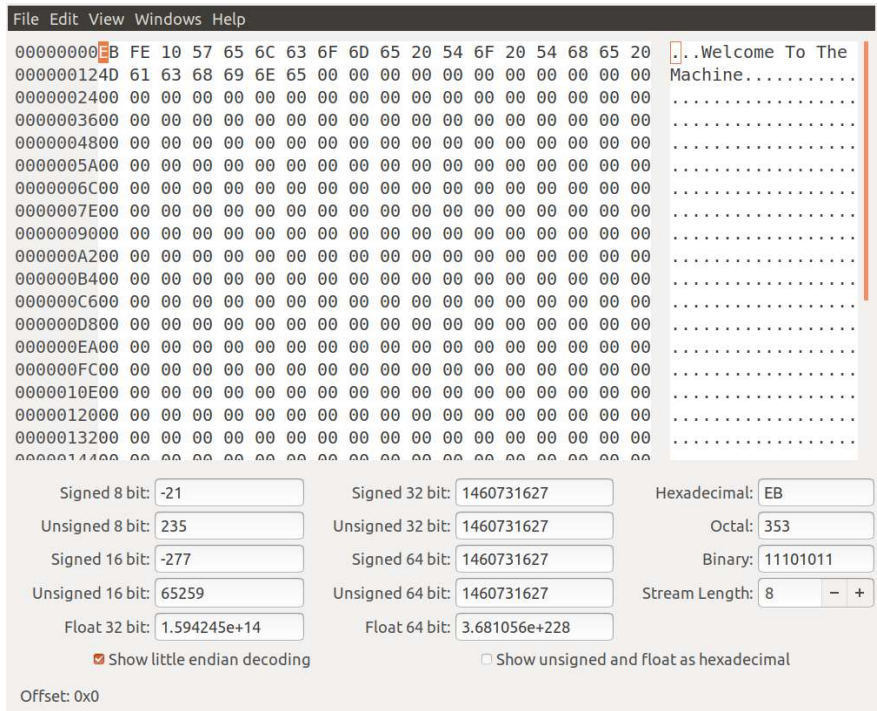 File Edit View Windows Help
00000000EB FE 10 57 65 6C 63 6F 6D 65 20 54 6F 20 54 68 65 20 ...Welcome To The
000000124D 61 63 68 69 6E 65 00 00 00 00 00 00 00 00 00 00 00 Machine...........
0000002400 00 00 00 00 00 00 00 00 00 00 00 00 00 00 00 00 00 ..................
0000003600 00 00 00 00 00 00 00 00 00 00 00 00 00 00 00 00 00 ..................
0000004800 00 00 00 00 00 00 00 00 00 00 00 00 00 00 00 00 00 ..................
0000005A00 00 00 00 00 00 00 00 00 00 00 00 00 00 00 00 00 00 ..................
0000006C00 00 00 00 00 00 00 00 00 00 00 00 00 00 00 00 00 00 ..................
0000007E00 00 00 00 00 00 00 00 00 00 00 00 00 00 00 00 00 00 ..................
0000009000 00 00 00 00 00 00 00 00 00 00 00 00 00 00 00 00 00 ..................
000000A200 00 00 00 00 00 00 00 00 00 00 00 00 00 00 00 00 00 ..................
000000B400 00 00 00 00 00 00 00 00 00 00 00 00 00 00 00 00 00 ..................
000000C600 00 00 00 00 00 00 00 00 00 00 00 00 00 00 00 00 00 ..................
000000D800 00 00 00 00 00 00 00 00 00 00 00 00 00 00 00 00 00 ..................
000000EA00 00 00 00 00 00 00 00 00 00 00 00 00 00 00 00 00 00 ..................
000000FC00 00 00 00 00 00 00 00 00 00 00 00 00 00 00 00 00 00 ..................
0000010E00 00 00 00 00 00 00 00 00 00 00 00 00 00 00 00 00 00 ..................
0000012000 00 00 00 00 00 00 00 00 00 00 00 00 00 00 00 00 00 ..................
0000013200 00 00 00 00 00 00 00 00 00 00 00 00 00 00 00 00 00 ..................
Signed 8 bit: -21 Signed 32 bit: 1460731627 Hexadecimal: EB
Unsigned 8 bit: 235 Unsigned 32 bit: 1460731627 Octal: 353
Signed 16 bit: -277 Signed 64 bit: 1460731627 Binary: 11101011
Unsigned 16 bit: 65259 Unsigned 64 bit: 1460731627 Stream Length: 8 - +
Float 32 bit: 1.594245e+14 Float 64 bit: 3.681056e+228
Show little endian decoding Show unsigned and float as hexadecimal
Offset: 0x0